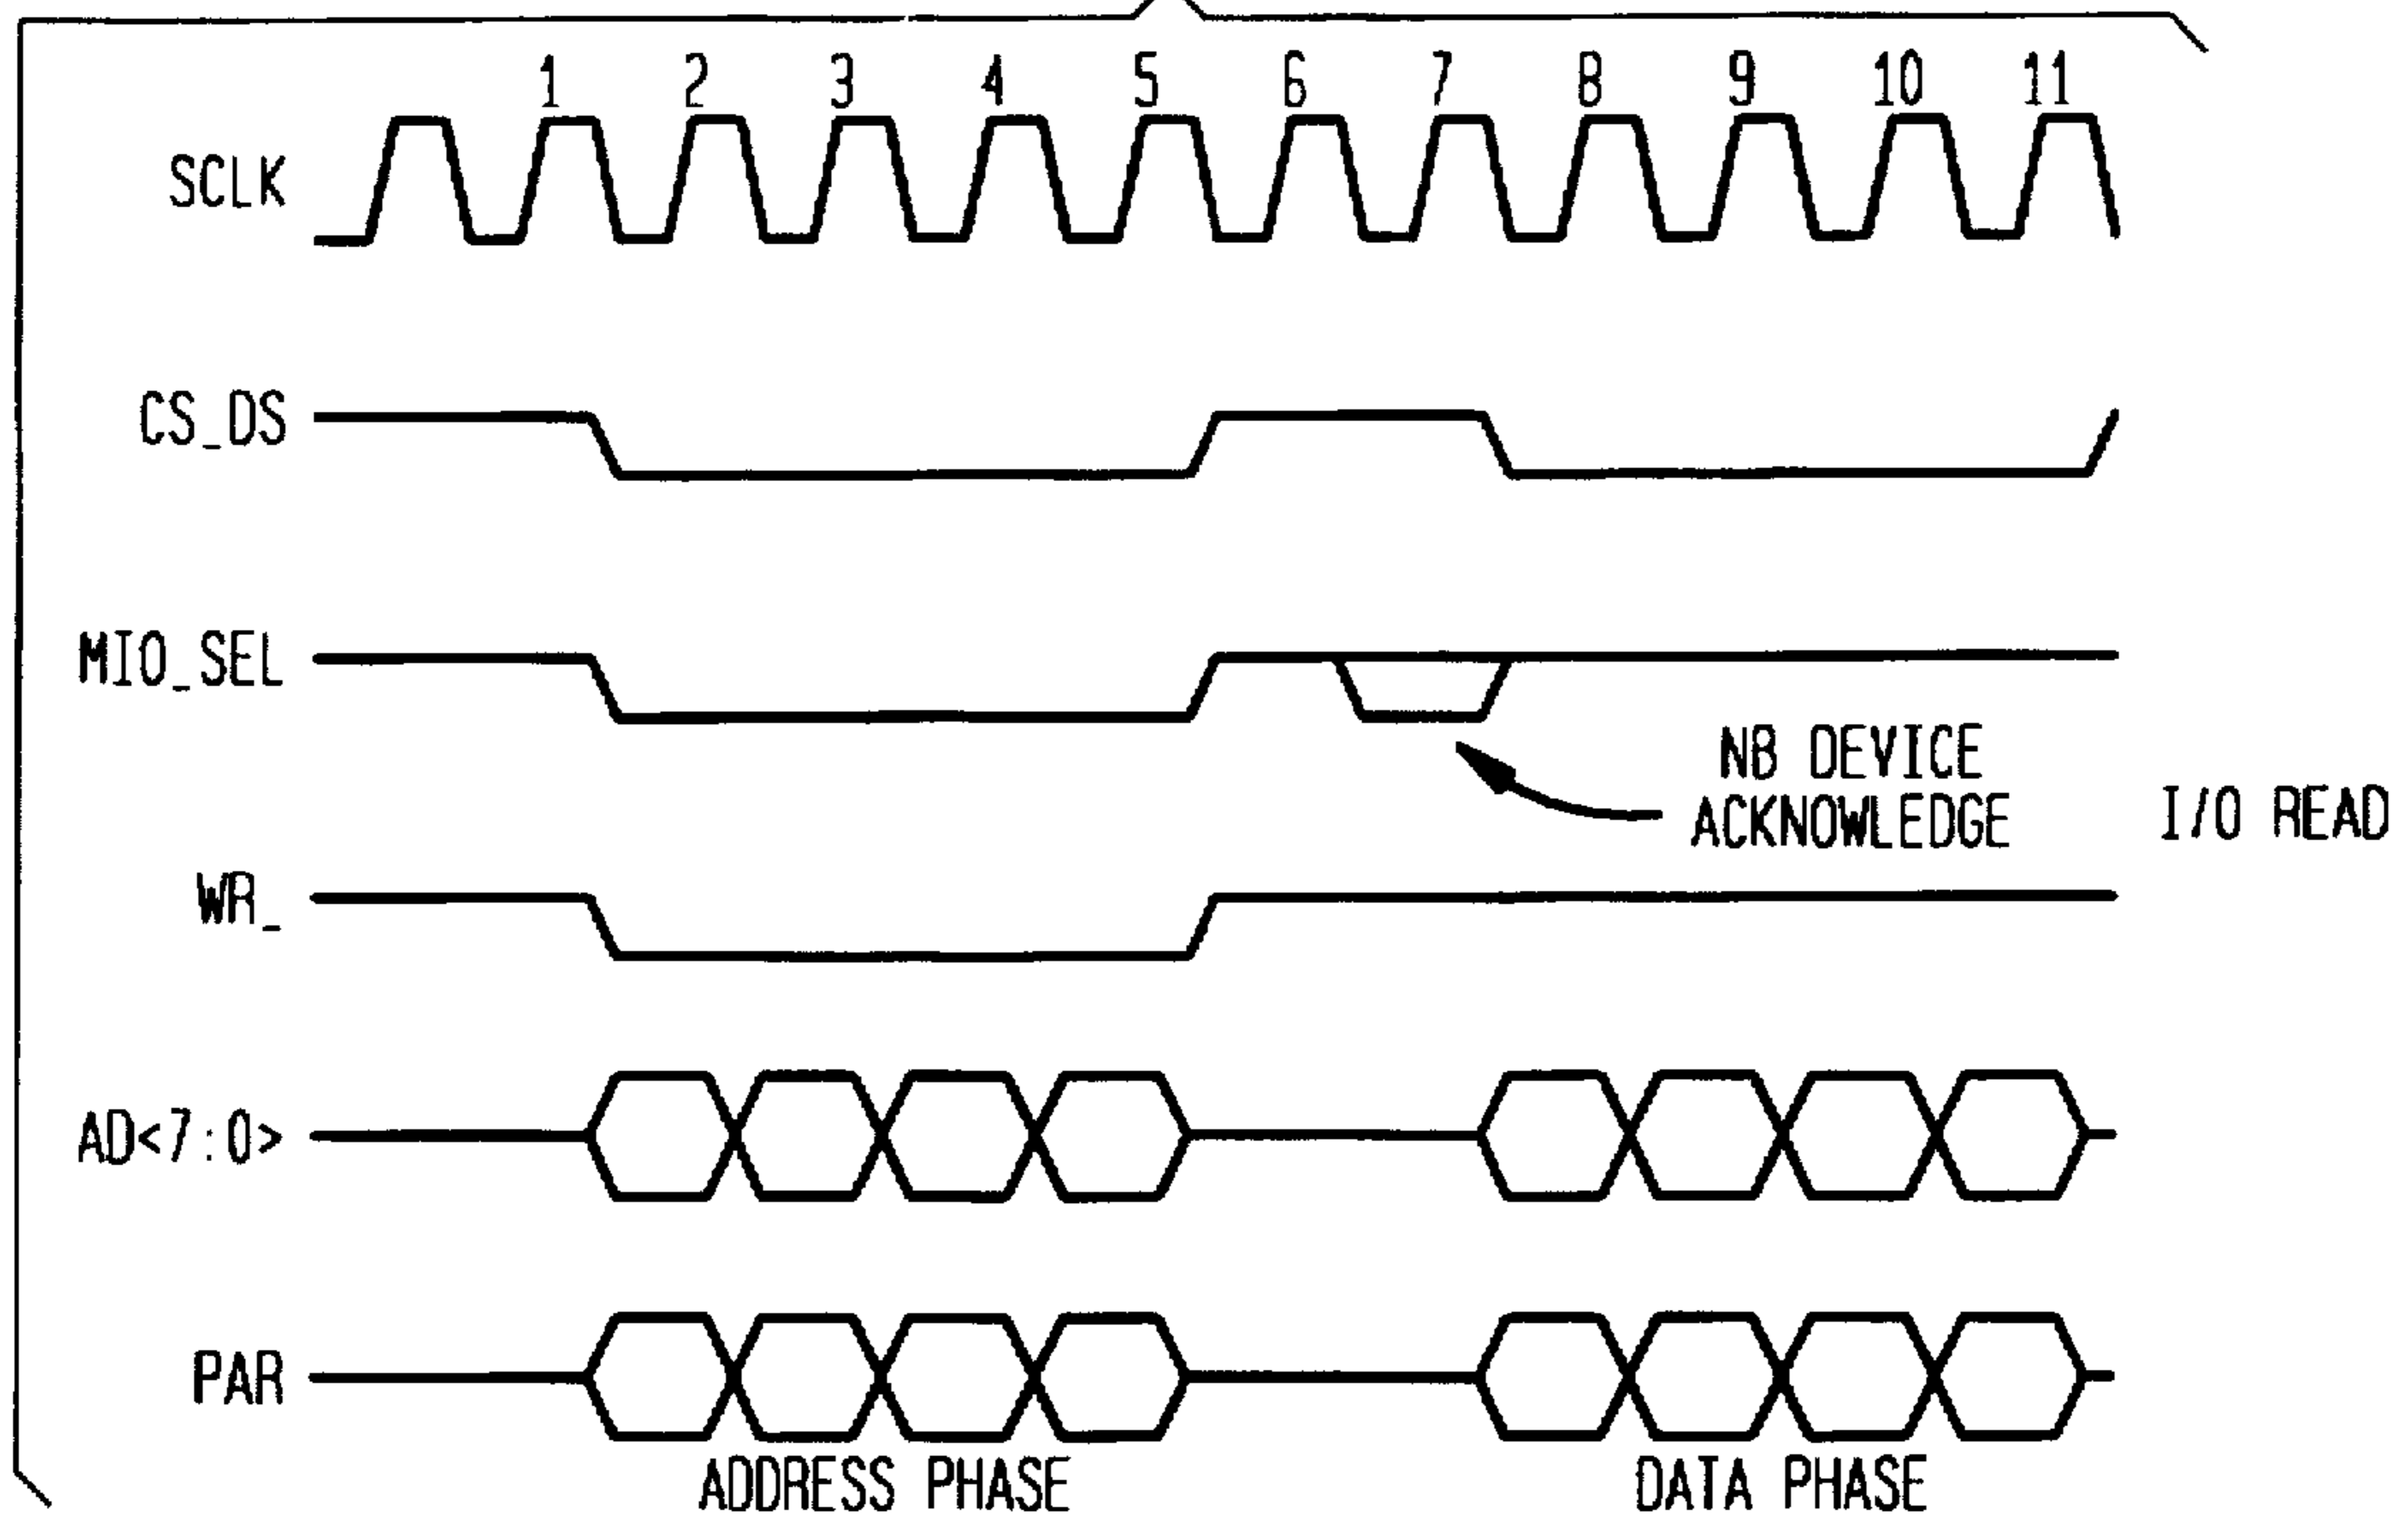 1 2 3 4 5 6 7 8 9 10 11
SCLK
CS_DS
MIO_SEL
NB DEVICE
ACKNOWLEDGE
I/O READ
WR_
AD<7:0>
PAR
ADDRESS PHASE DATA PHASE